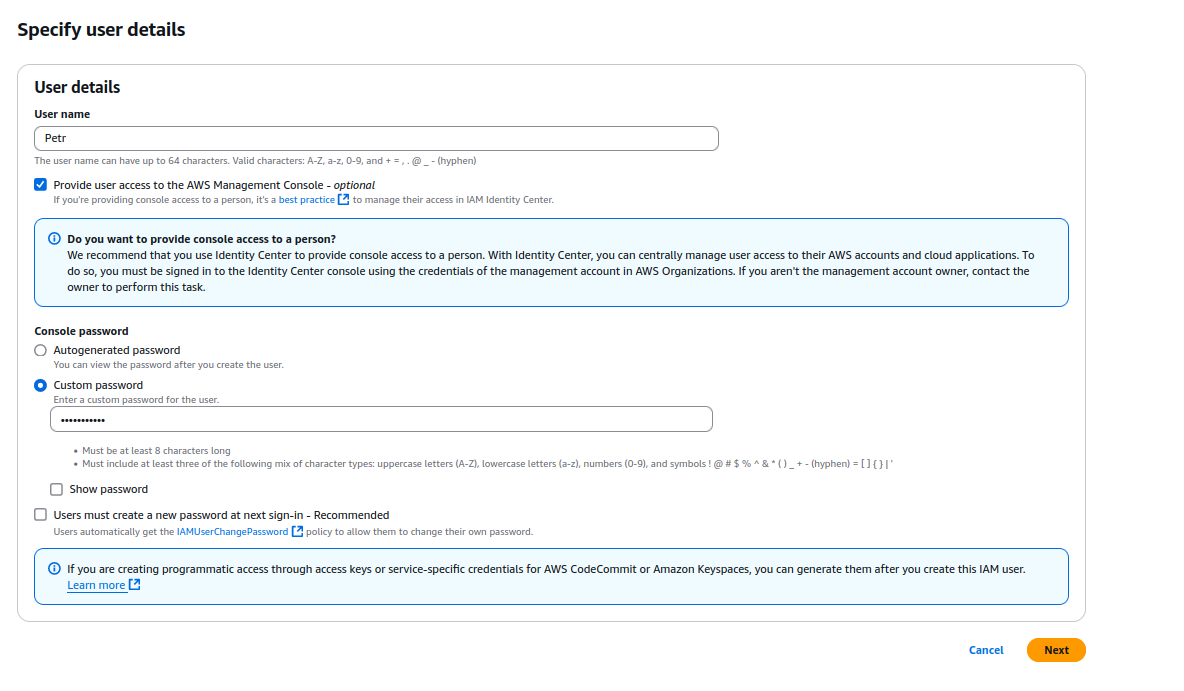 Specify user details
User details
User name
Petr
The user name can have up to 64 characters. Valid characters: A-Z, a-z, 0-9, and + = , . @ _ - (hyphen)
Provide user access to the AWS Management Console - optional
If you're providing console access to a person, it's a best practice to manage their access in IAM Identity Center.
Do you want to provide console access to a person?
We recommend that you use Identity Center to provide console access to a person. With Identity Center, you can centrally manage user access to their AWS accounts and cloud applications. To
do so, you must be signed in to the Identity Center console using the credentials of the management account in AWS Organizations. If you aren't the management account owner, contact the
owner to perform this task.
Console password
Autogenerated password
You can view the password after you create the user.
Custom password
Enter a custom password for the user.
•••••••••••
• Must be at least 8 characters long
• Must include at least three of the following mix of character types: uppercase letters (A-Z), lowercase letters (a-z), numbers (0-9), and symbols ! @ # $ % ^ & * ( ) _ + - (hyphen) = [ ] { } | '
Show password
Users must create a new password at next sign-in - Recommended
Users automatically get the IAMUserChangePassword policy to allow them to change their own password.
If you are creating programmatic access through access keys or service-specific credentials for AWS CodeCommit or Amazon Keyspaces, you can generate them after you create this IAM user.
Learn more
Cancel
Next